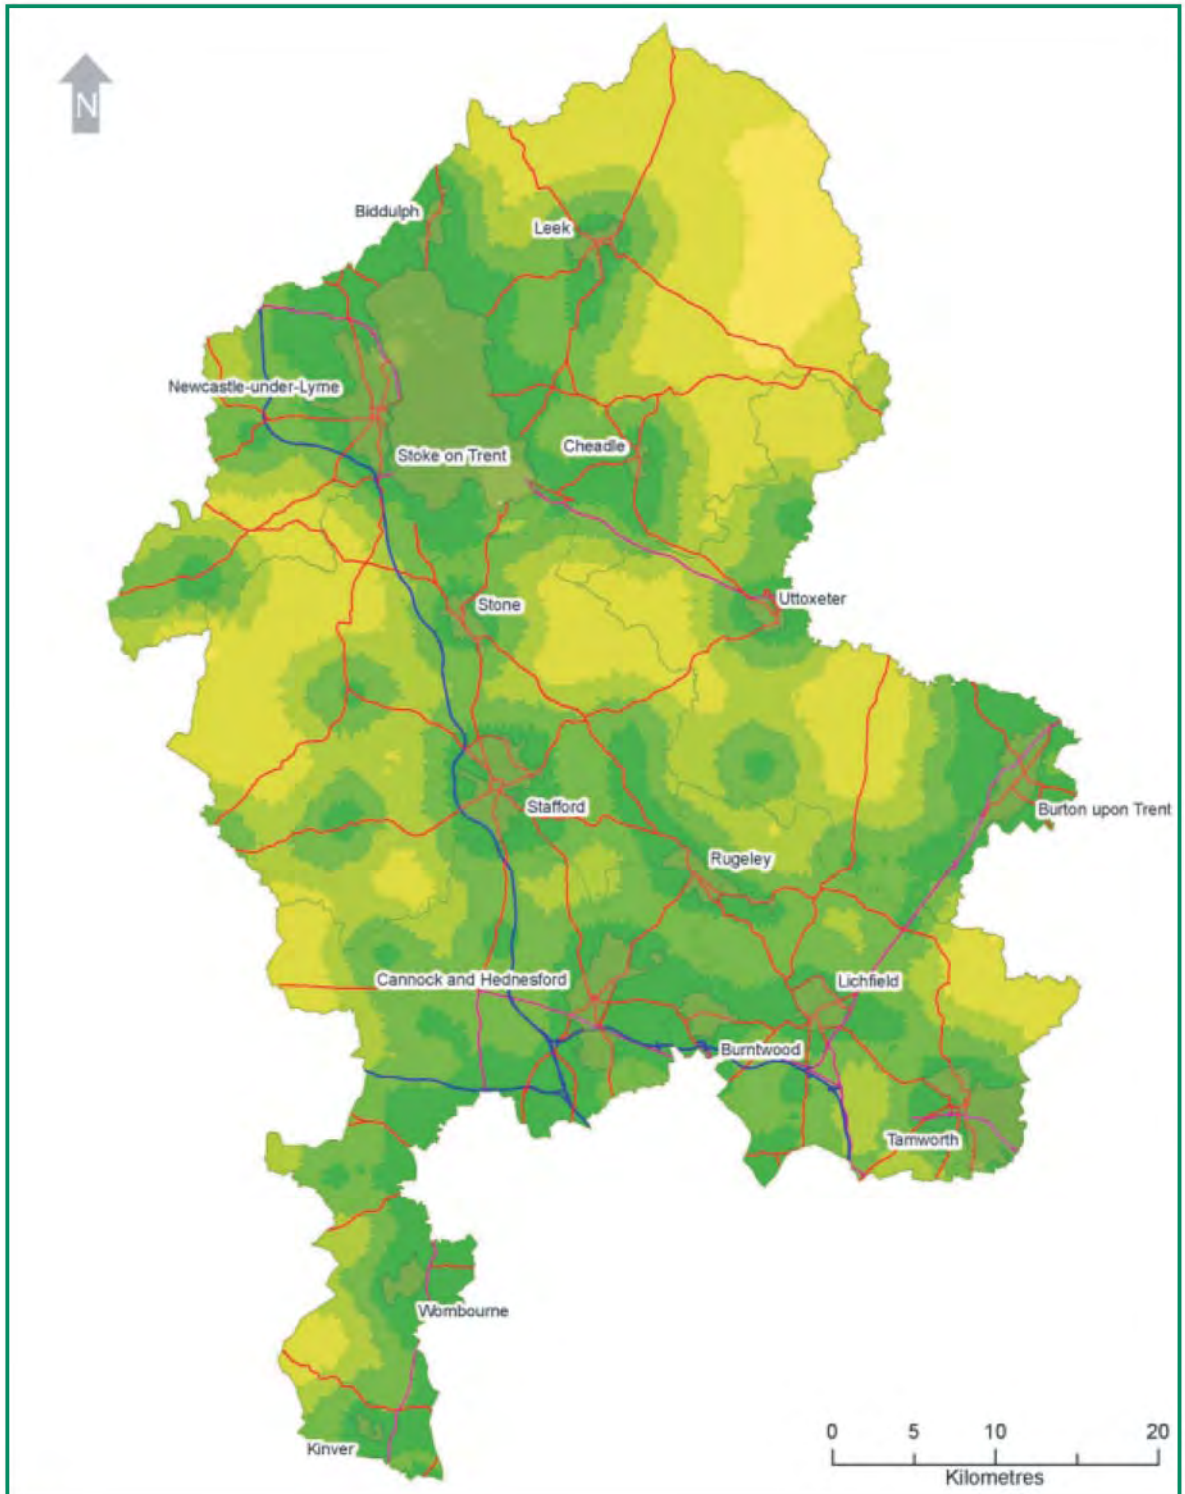 N
Biddulph
Leek
Newcastle-under-Lyme
Cheadle
Stoke on Trent
Stone
Uttoxeter
Stafford
Burton upon Trent
Rugeley
Cannock and Hednesford
Lichfield
Burntwood
Tamworth
Wombourne
Kinver
0 5 10 20
Kilometres